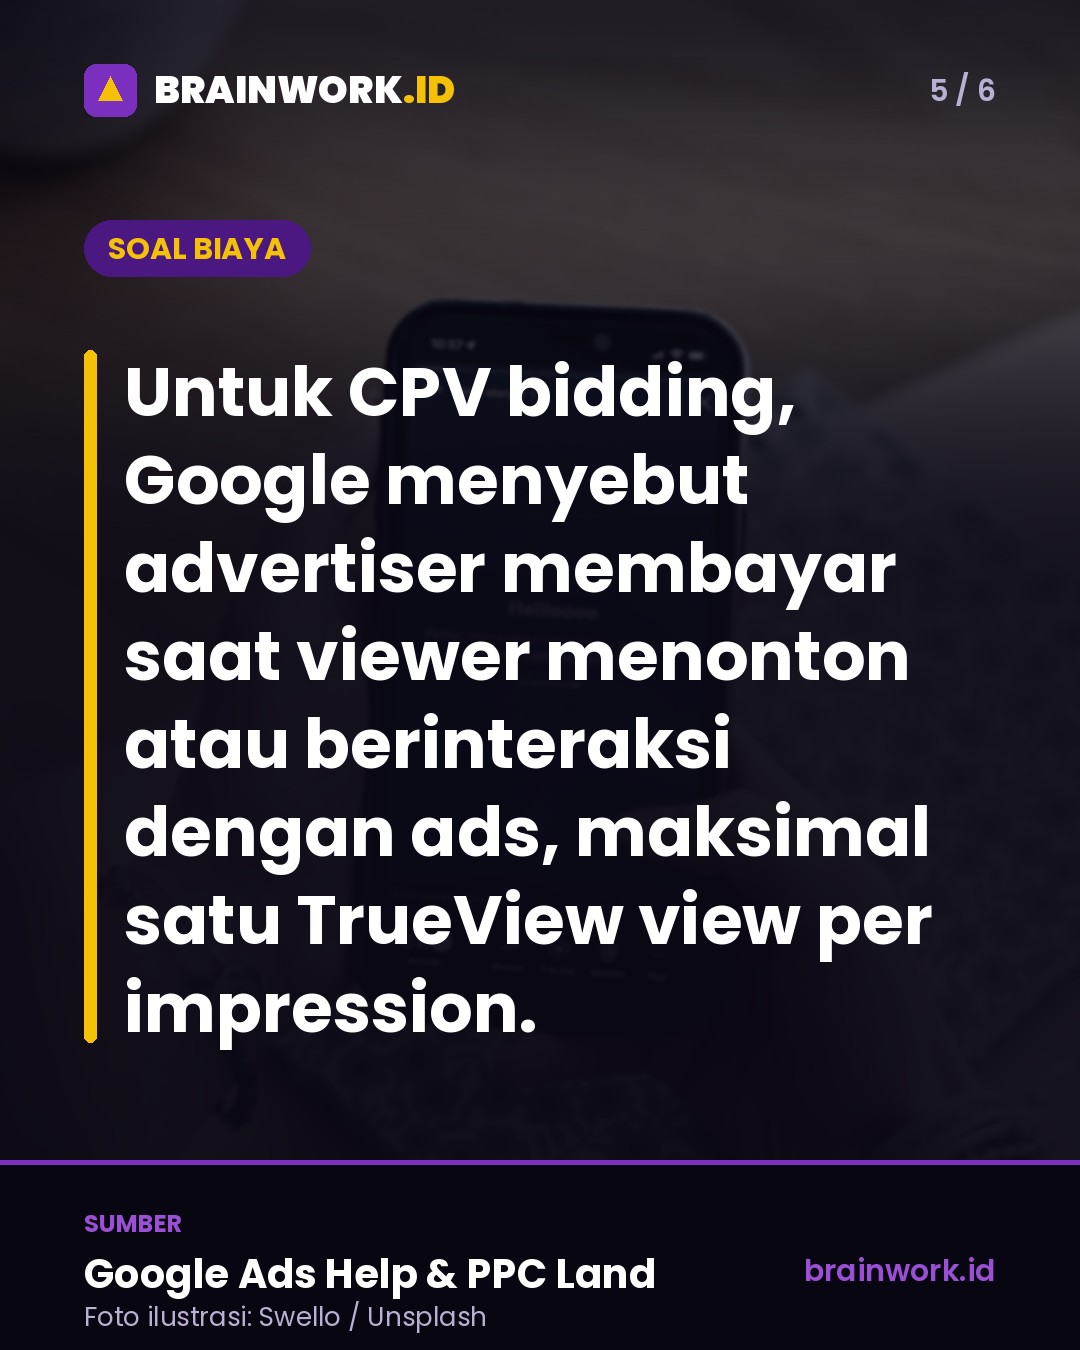 BRAINWORK.ID
5 / 6
SOAL BIAYA
10:57
Untuk CPV bidding,
Google menyebut
advertiser membayar
saat viewer menonton
atau berinteraksi
dengan ads, maksimal
satu TrueView view per
impression.
SUMBER
Google Ads Help & PPC Land
brainwork.id
Foto ilustrasi: Swello / Unsplash